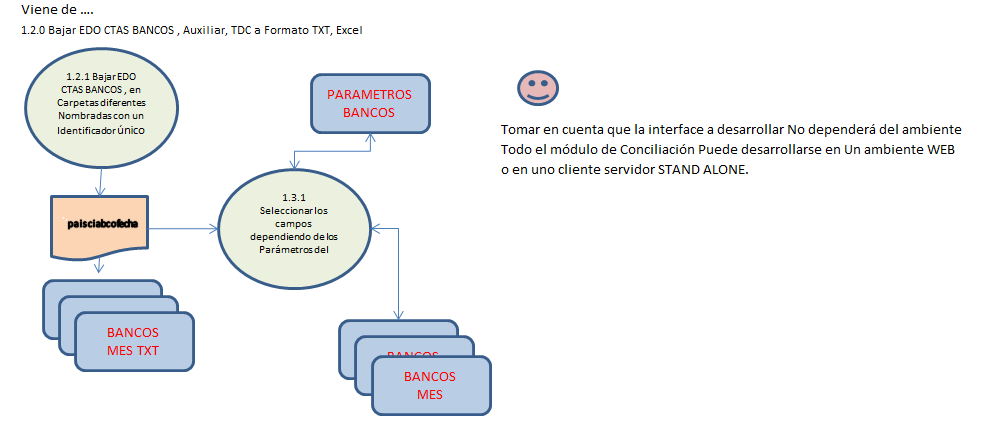 Viene de ....
1.2.0 Bajar EDO CTAS BANCOS , Auxiliar, TDC a Formato TXT, Excel
1.2.1 Bajar EDO
CTAS BANCOS , en
Carpetas diferentes
Nombradas con un
Identificador único
PARAMETROS
BANCOS
Tomar en cuenta que la interface a desarrollar No dependerá del ambiente
Todo el módulo de Conciliación Puede desarrollarse en Un ambiente WEB
o en uno cliente servidor STAND ALONE.
paisciabcofecha
1.3.1
Seleccionar los
campos
dependiendo de los
Parámetros del
BANCOS
MES TXT
BANCOS
BANCOS
MES